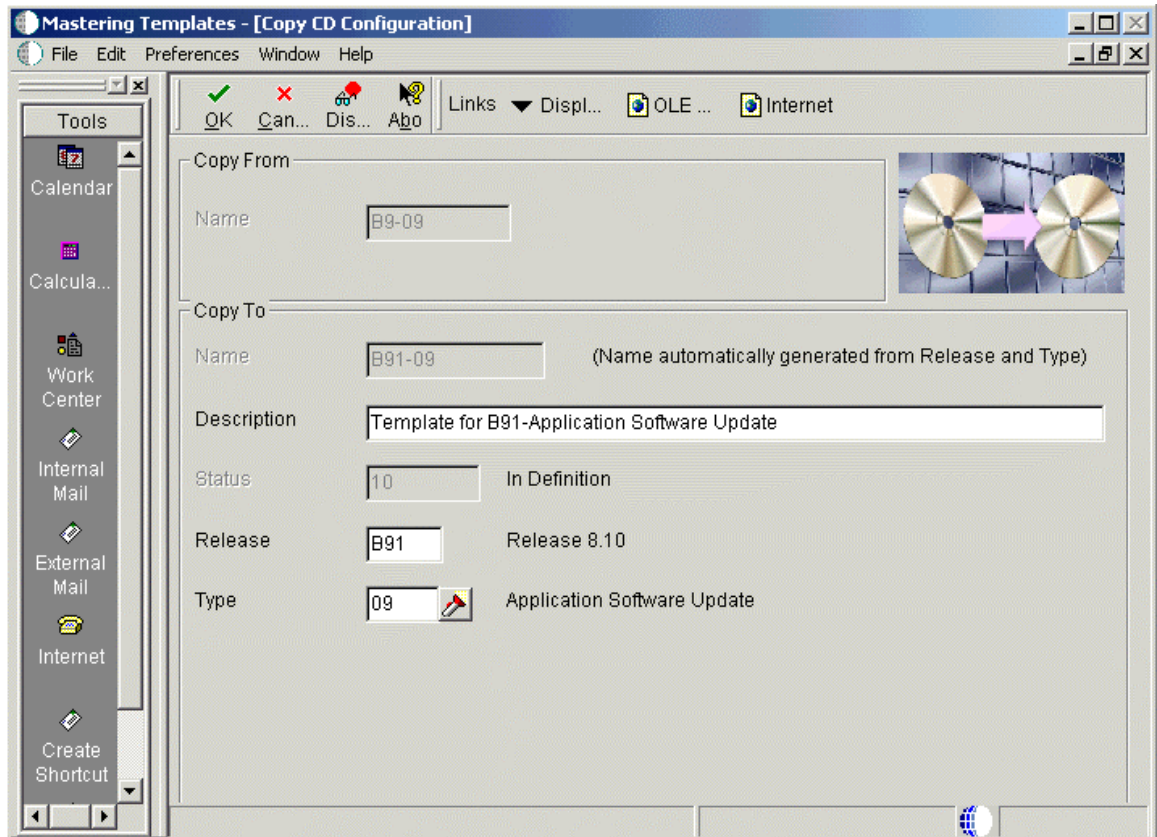 Mastering Templates - [Copy CD Configuration]
File Edit Preferences Window Help
Tools
Calendar
Calcula...
Work
Center
Internal
Mail
External
Mail
Internet
Create
Shortcut
OK Can... Dis... Abo Links Displ... OLE ... Internet
Copy From
Name B9-09
Copy To
Name B91-09 (Name automatically generated from Release and Type)
Description Template for B91-Application Software Update
Status 10 In Definition
Release B91 Release 8.10
Type 09 Application Software Update